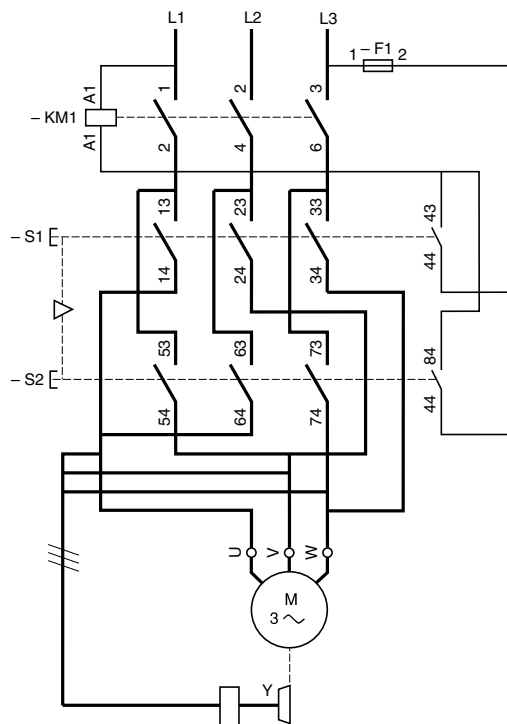 L1 L2 L3
1 – F1 2
A1 1 2 3
– KM1
A1 2 4 6
13 23 33 43
– S1
14 24 34 44
53 63 73 84
– S2
54 64 74 44
U V W
M
3
Y